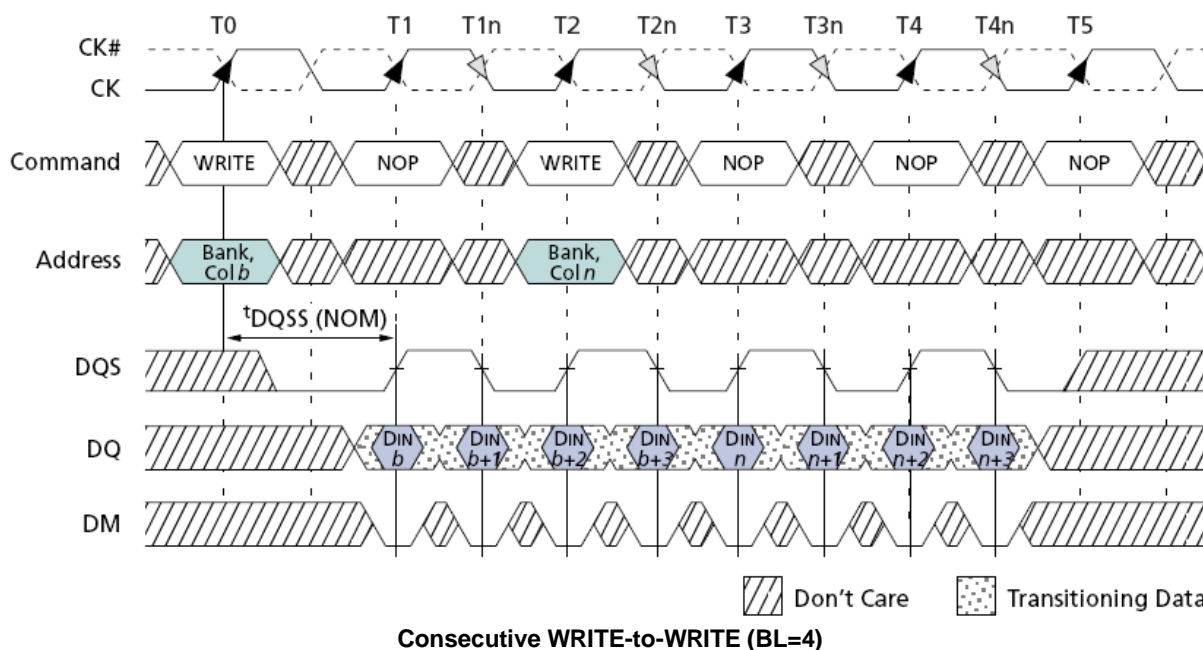 T0 T1 T1n T2 T2n T3 T3n T4 T4n T5
CK#
CK
Command WRITE NOP WRITE NOP NOP NOP
Address Bank, Col b Bank, Col n
tDQSS (NOM)
DQS
DQ DIN b DIN b+1 DIN b+2 DIN b+3 DIN n DIN n+1 DIN n+2 DIN n+3
DM
Don't Care Transitioning Data
Consecutive WRITE-to-WRITE (BL=4)